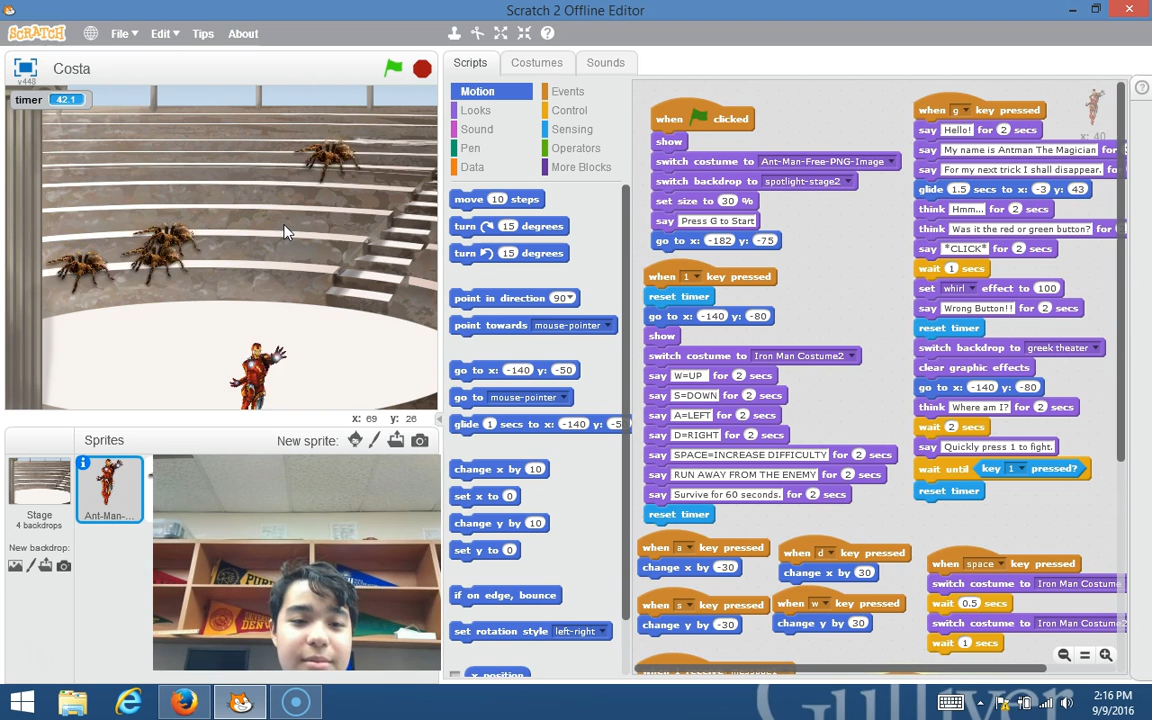 Scratch 2 Offline Editor
SCRATCH File Edit Tips About
v448 Costa
timer 42.1
x: 69 y: 26
Sprites New sprite:
Stage
4 backdrops
New backdrop:
Ant-Man-...
PURD
DENV
Scripts Costumes Sounds
Motion Events
Looks Control
Sound Sensing
Pen Operators
Data More Blocks
move 10 steps
turn 15 degrees
turn 15 degrees
point in direction 90
point towards mouse-pointer
go to x: -140 y: -50
go to mouse-pointer
glide 1 secs to x: -140 y: -50
change x by 10
set x to 0
change y by 10
set y to 0
if on edge, bounce
set rotation style left-right
x position
when clicked
show
switch costume to Ant-Man-Free-PNG-Image
switch backdrop to spotlight-stage2
set size to 30 %
say Press G to Start
go to x: -182 y: -75
when 1 key pressed
reset timer
go to x: -140 y: -80
show
switch costume to Iron Man Costume2
say W=UP for 2 secs
say S=DOWN for 2 secs
say A=LEFT for 2 secs
say D=RIGHT for 2 secs
say SPACE=INCREASE DIFFICULTY for 2 secs
say RUN AWAY FROM THE ENEMY for 2 secs
say Survive for 60 seconds. for 2 secs
reset timer
when a key pressed
change x by -30
when d key pressed
change x by 30
when s key pressed
change y by -30
when w key pressed
change y by 30
when g key pressed
say Hello! for 2 secs
say My name is Antman The Magician for
say For my next trick I shall disappear. fo
glide 1.5 secs to x: -3 y: 43
think Hmm... for 2 secs
think Was it the red or green button? for
say *CLICK* for 2 secs
wait 1 secs
set whirl effect to 100
say Wrong Button!! for 2 secs
reset timer
switch backdrop to greek theater
clear graphic effects
go to x: -140 y: -80
think Where am I? for 2 secs
wait 2 secs
say Quickly press 1 to fight.
wait until key 1 pressed?
reset timer
when space key pressed
switch costume to Iron Man Costume
wait 0.5 secs
switch costume to Iron Man Costume2
wait 1 secs
x: 40
Gulliver
2:16 PM
9/9/2016